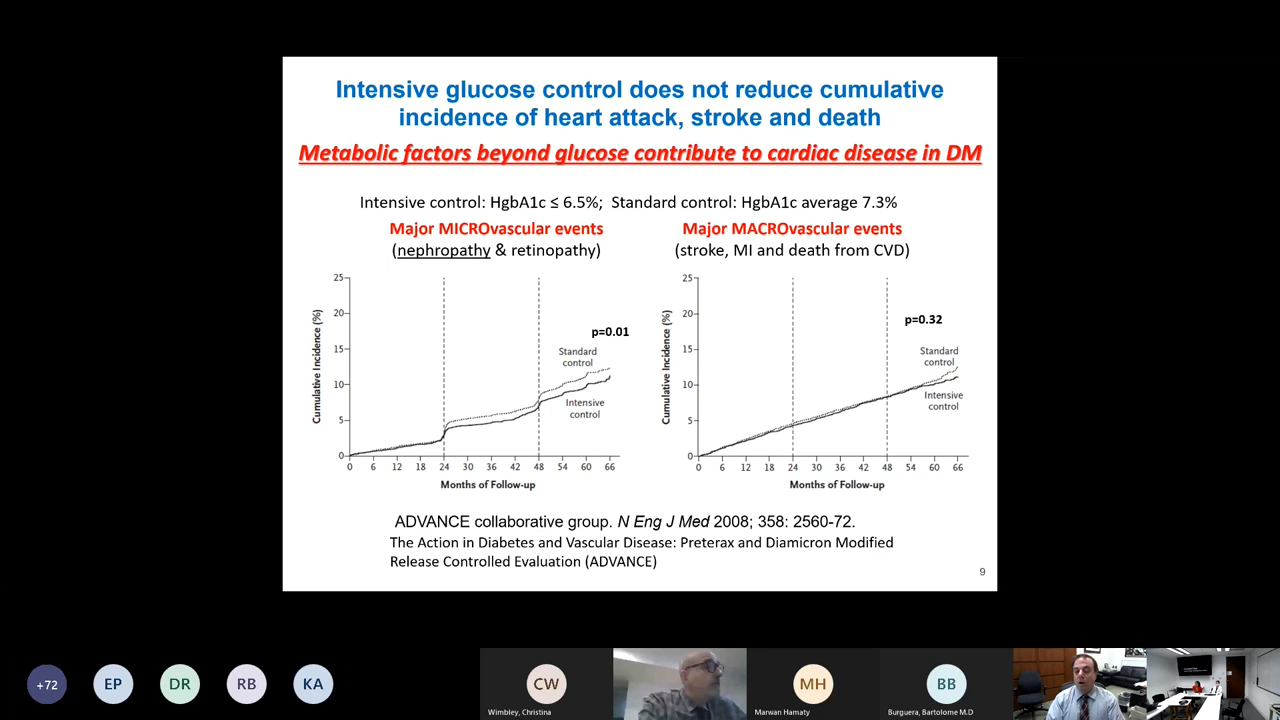 Intensive glucose control does not reduce cumulative
incidence of heart attack, stroke and death
Metabolic factors beyond glucose contribute to cardiac disease in DM
Intensive control: HgbA1c ≤ 6.5%; Standard control: HgbA1c average 7.3%
Major MICROvascular events
(nephropathy & retinopathy)
Cumulative Incidence (%)
25
20
15
10
5
0
p=0.01
Standard
control
Intensive
control
0 6 12 18 24 30 36 42 48 54 60 66
Months of Follow-up
Major MACROvascular events
(stroke, MI and death from CVD)
Cumulative Incidence (%)
25
20
15
10
5
0
p=0.32
Standard
control
Intensive
control
0 6 12 18 24 30 36 42 48 54 60 66
Months of Follow-up
ADVANCE collaborative group. N Eng J Med 2008; 358: 2560-72.
The Action in Diabetes and Vascular Disease: Preterax and Diamicron Modified
Release Controlled Evaluation (ADVANCE)
9
+72
EP
DR
RB
KA
CW
Wimbley, Christina
MH
Marwan Hamaty
BB
Burguera, Bartolome M.D